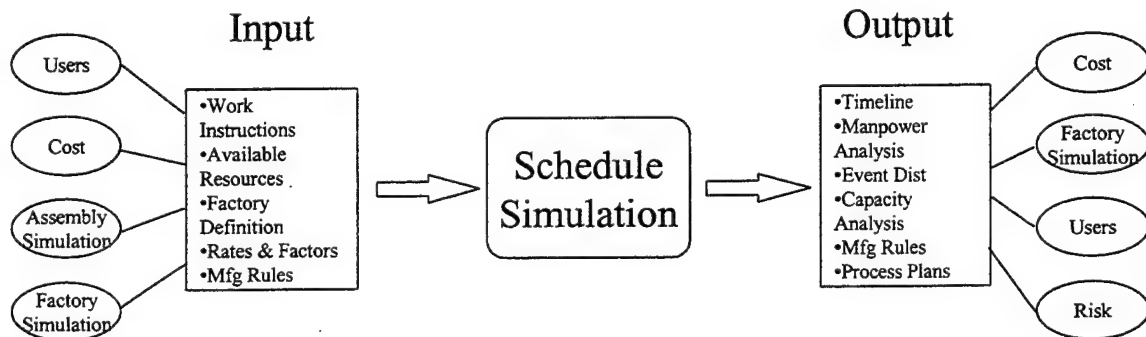 Input
Users
Cost
Assembly
Simulation
Factory
Simulation
•Work
Instructions
•Available
Resources
•Factory
Definition
•Rates & Factors
•Mfg Rules
Schedule
Simulation
Output
•Timeline
•Manpower
Analysis
•Event Dist
•Capacity
Analysis
•Mfg Rules
•Process Plans
Cost
Factory
Simulation
Users
Risk